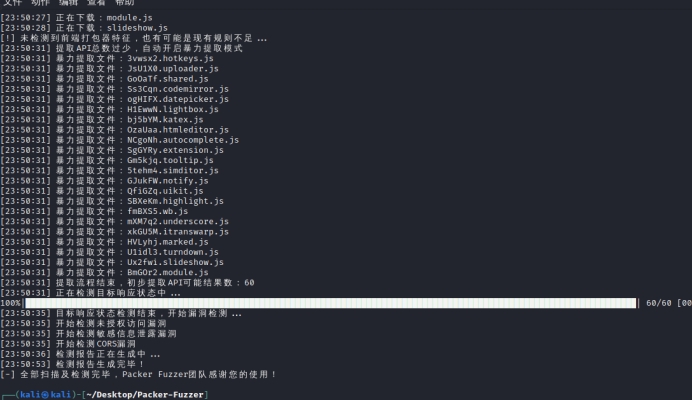 文件 动作 编辑 查看 帮助
[23:50:27] 正在下载：module.js
[23:50:28] 正在下载：slideshow.js
[!] 未检测到前端打包器特征，也有可能是现有规则不足...
[23:50:31] 提取API总数过少，自动开启暴力提取模式
[23:50:31] 暴力提取文件：3vwsx2.hotkeys.js
[23:50:31] 暴力提取文件：JsU1X0.uploader.js
[23:50:31] 暴力提取文件：GoOaTf.shared.js
[23:50:31] 暴力提取文件：Ss3Cqn.codemirror.js
[23:50:31] 暴力提取文件：ogHIFX.datepicker.js
[23:50:31] 暴力提取文件：H1EwwN.lightbox.js
[23:50:31] 暴力提取文件：bj5bYM.katex.js
[23:50:31] 暴力提取文件：OzaUaa.htmleditor.js
[23:50:31] 暴力提取文件：NCgoNh.autocomplete.js
[23:50:31] 暴力提取文件：SgGYRy.extension.js
[23:50:31] 暴力提取文件：Gm5kjq.tooltip.js
[23:50:31] 暴力提取文件：5tehm4.simditor.js
[23:50:31] 暴力提取文件：GJukFW.notify.js
[23:50:31] 暴力提取文件：QfiGZq.uikit.js
[23:50:31] 暴力提取文件：SBXeKm.highlight.js
[23:50:31] 暴力提取文件：fmBXS5.wb.js
[23:50:31] 暴力提取文件：mXM7q2.underscore.js
[23:50:31] 暴力提取文件：xkGU5M.itranswarp.js
[23:50:31] 暴力提取文件：HVLyhj.marked.js
[23:50:31] 暴力提取文件：U1idl3.turndown.js
[23:50:31] 暴力提取文件：Ux2fwi.slideshow.js
[23:50:31] 暴力提取文件：BmGOr2.module.js
[23:50:31] 提取流程结束，初步提取API可能结果数：60
[23:50:31] 正在检测目标响应状态中...
100%| | 60/60 [00
[23:50:35] 目标响应状态检测结束，开始漏洞检测...
[23:50:35] 开始检测未授权访问漏洞
[23:50:35] 开始检测敏感信息泄露漏洞
[23:50:35] 开始检测CORS漏洞
[23:50:36] 检测报告正在生成中...
[23:50:53] 检测报告生成完毕！
[~] 全部扫描及检测完毕，Packer Fuzzer团队感谢您的使用！
(kali㉿kali)-[~/Desktop/Packer-Fuzzer]